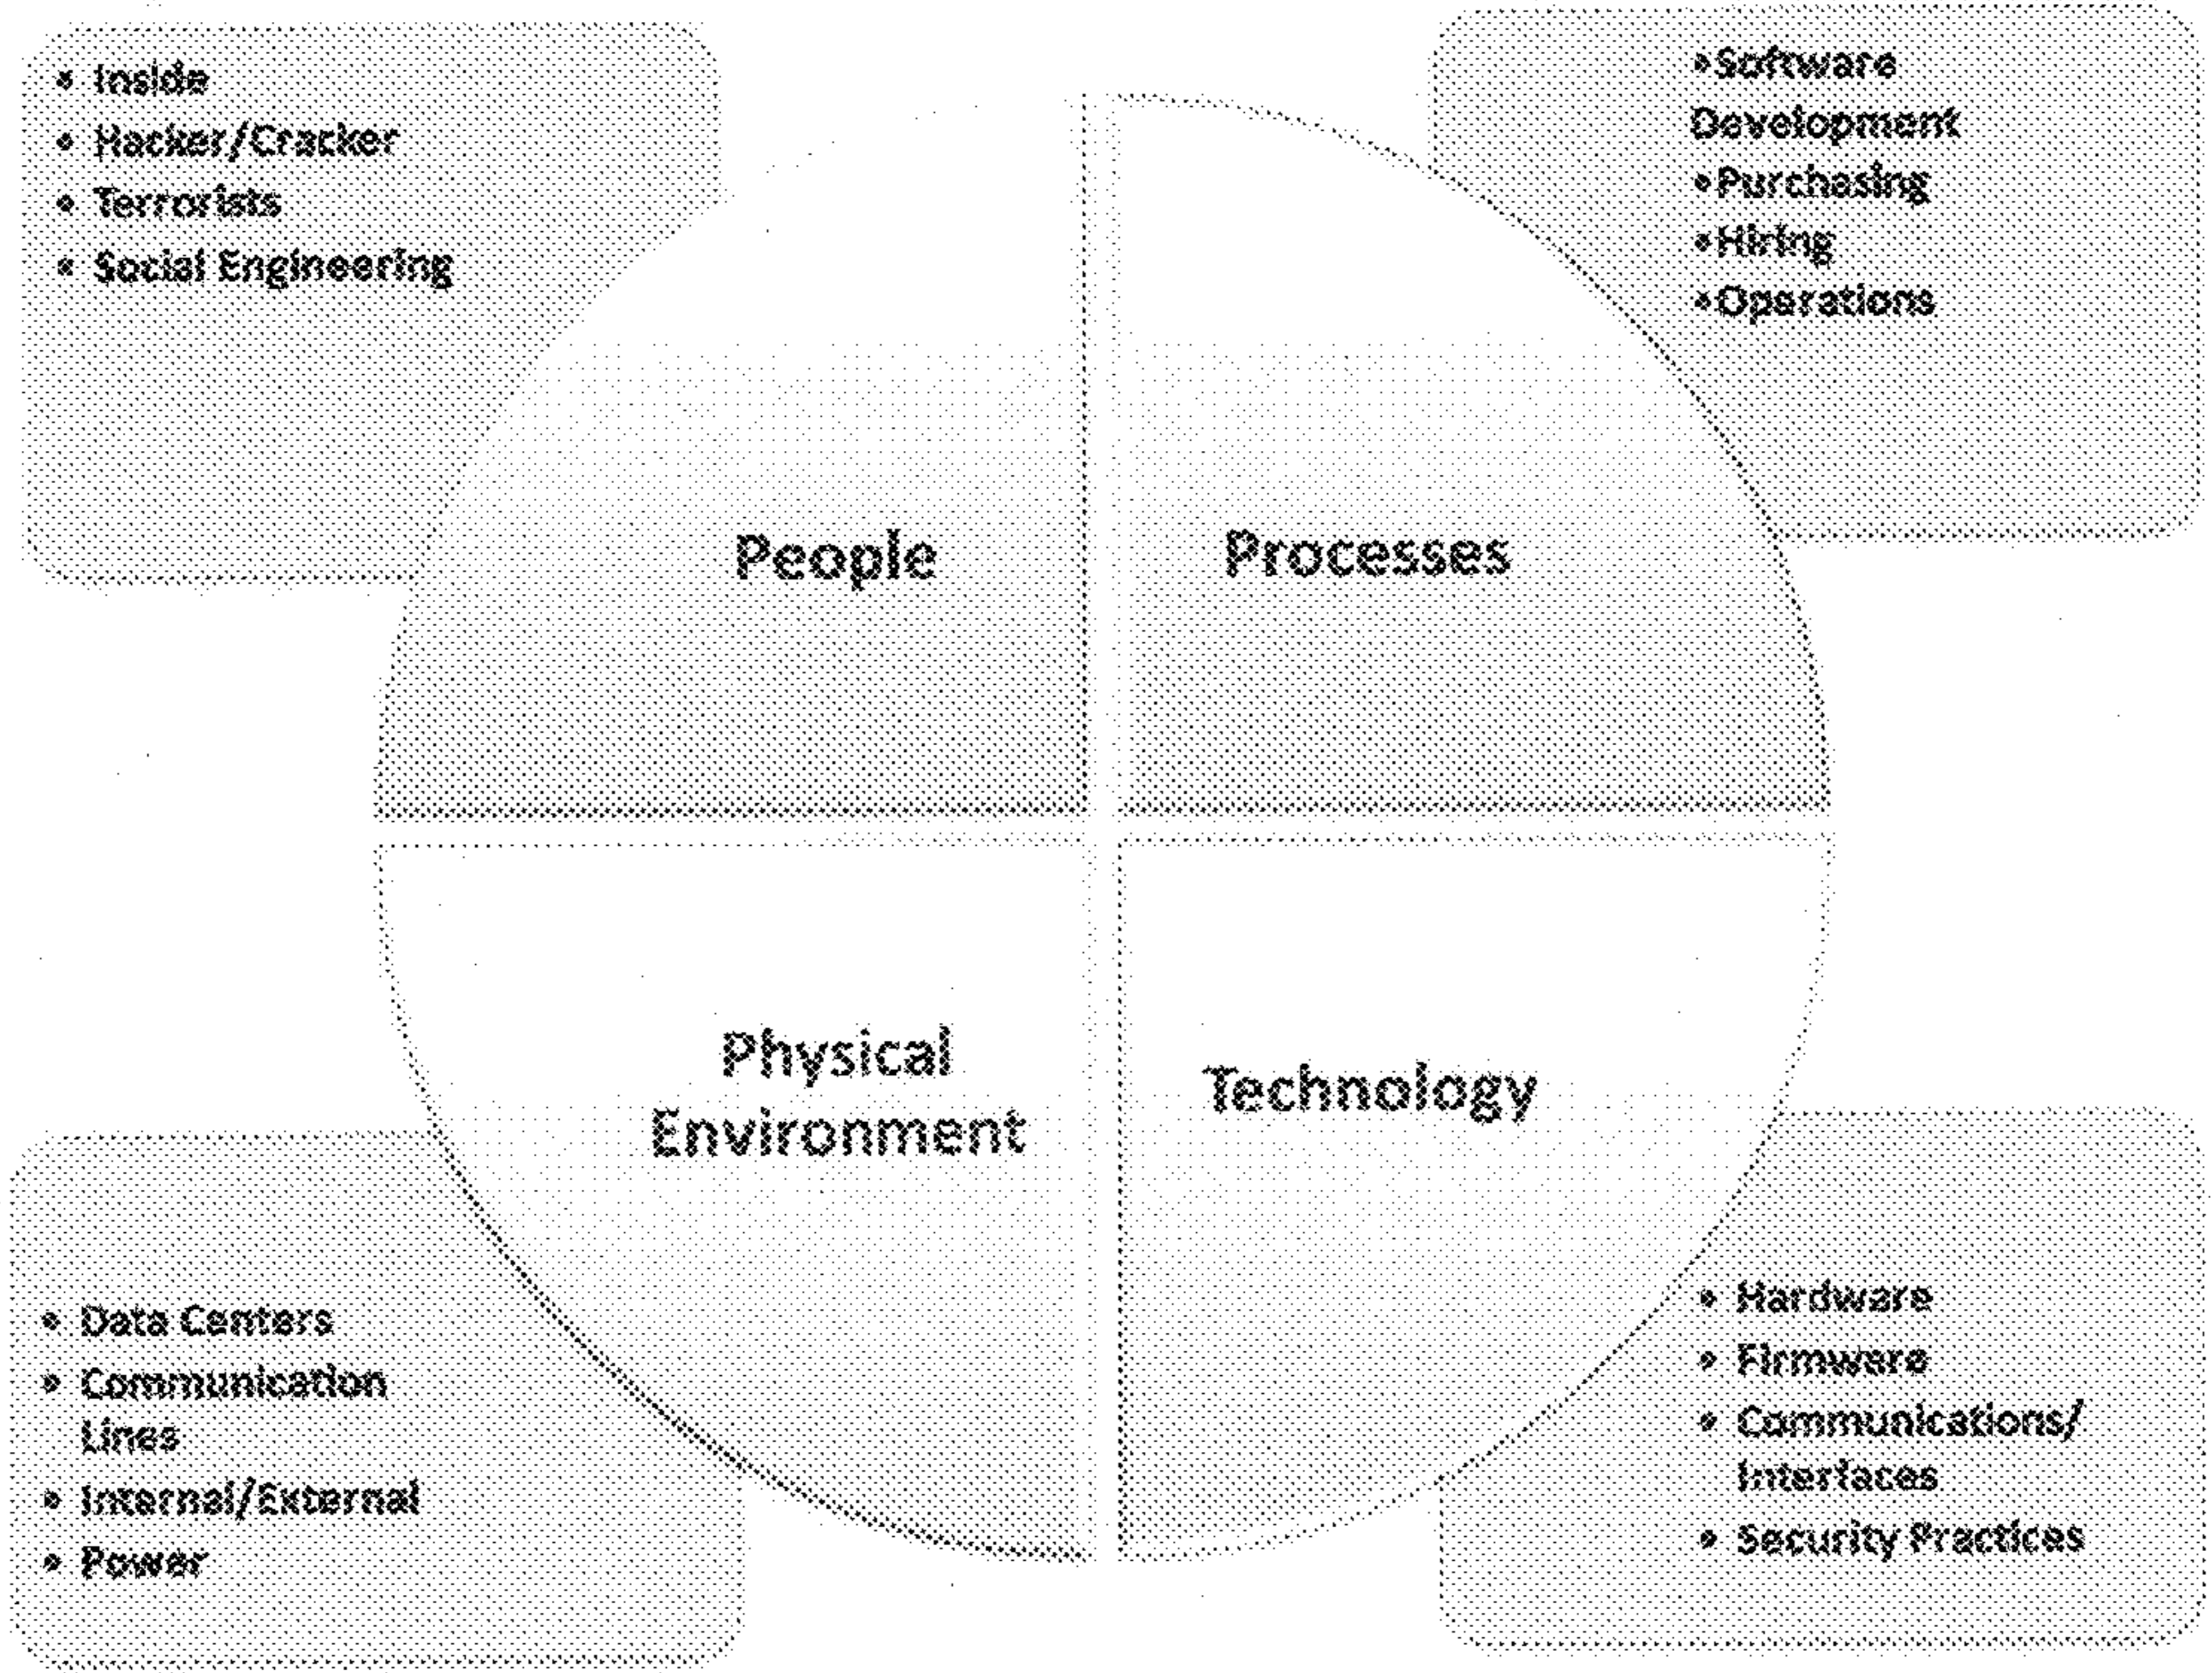 • Inside
• Hacker/Cracker
• Terrorists
• Social Engineering
•Software
Development
•Purchasing
•Hiring
•Operations
People
Processes
Physical
Environment
Technology
• Data Centers
• Communication
Lines
• Internal/External
• Power
• Hardware
• Firmware
• Communications/
Interfaces
• Security Practices